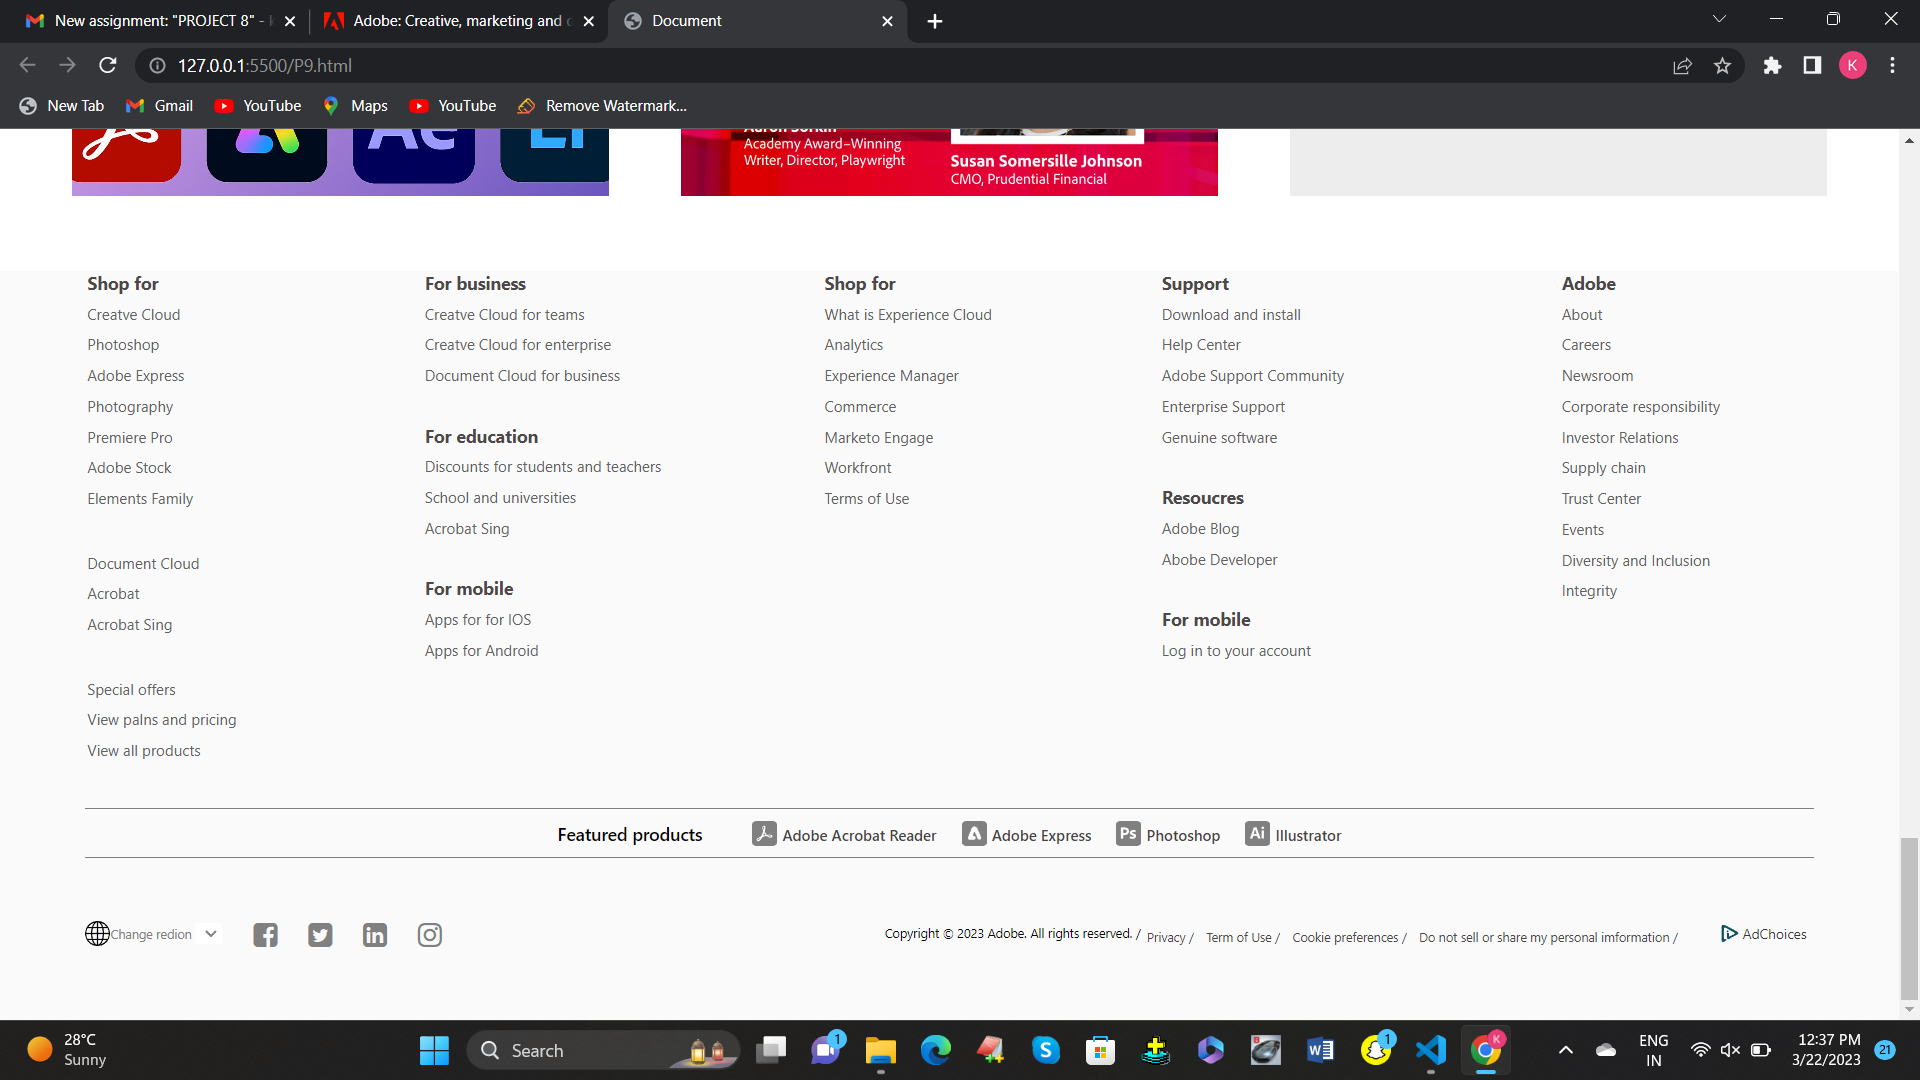 New assignment: "PROJECT 8" -
Adobe: Creative, marketing and
Document
127.0.0.1:5500/P9.html
K
New Tab
Gmail
YouTube
Maps
YouTube
Remove Watermark...
Ae
Aaron Sorkin
Academy Award–Winning
Writer, Director, Playwright
Susan Somersille Johnson
CMO, Prudential Financial
Shop for
Creatve Cloud
Photoshop
Adobe Express
Photography
Premiere Pro
Adobe Stock
Elements Family
Document Cloud
Acrobat
Acrobat Sing
Special offers
View palns and pricing
View all products
For business
Creatve Cloud for teams
Creatve Cloud for enterprise
Document Cloud for business
For education
Discounts for students and teachers
School and universities
Acrobat Sing
For mobile
Apps for for IOS
Apps for Android
Shop for
What is Experience Cloud
Analytics
Experience Manager
Commerce
Marketo Engage
Workfront
Terms of Use
Support
Download and install
Help Center
Adobe Support Community
Enterprise Support
Genuine software
Resoucres
Adobe Blog
Abobe Developer
For mobile
Log in to your account
Adobe
About
Careers
Newsroom
Corporate responsibility
Investor Relations
Supply chain
Trust Center
Events
Diversity and Inclusion
Integrity
Featured products
Adobe Acrobat Reader
Adobe Express
Ps Photoshop
Ai Illustrator
Change redion
Copyright © 2023 Adobe. All rights reserved. / Privacy / Term of Use / Cookie preferences / Do not sell or share my personal imformation /
AdChoices
28°C
Sunny
Search
1
1
K
ENG
IN
12:37 PM
3/22/2023
21